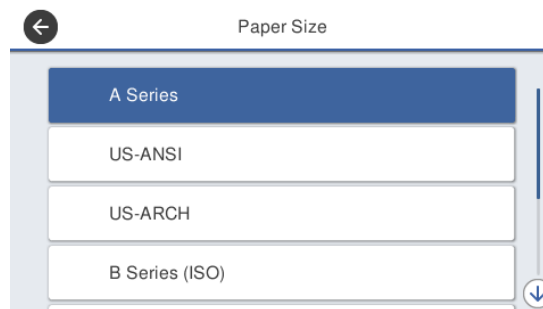 Paper Size
A Series
US-ANSI
US-ARCH
B Series (ISO)